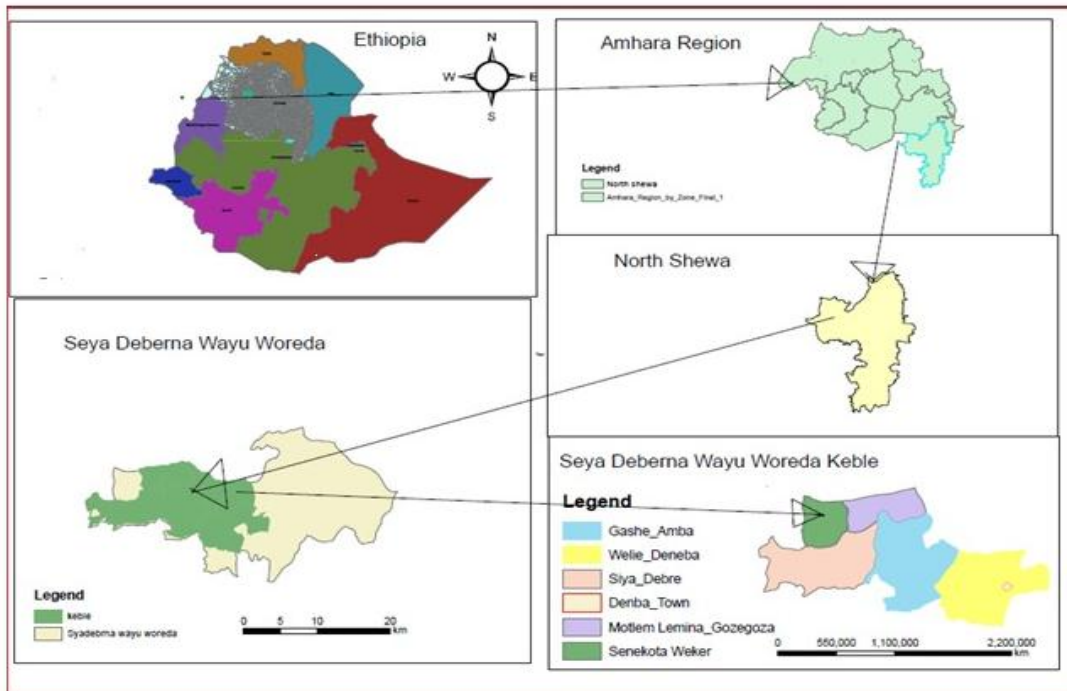 Ethiopia
N
W
E
S
Amhara Region
Legend
North shewa
Amhara_Region_by_Zone_Final_1
North Shewa
Seya Deberna Wayu Woreda
Legend
keble
Syadebrna wayu woreda
0 5 10 20
km
Seya Deberna Wayu Woreda Keble
Legend
Gashe_Amba
Welie_Deneba
Siya_Debre
Denba_Town
Motlem Lemina_Gozegoza
Senekota Weker
0 550,000 1,100,000 2,200,000
km